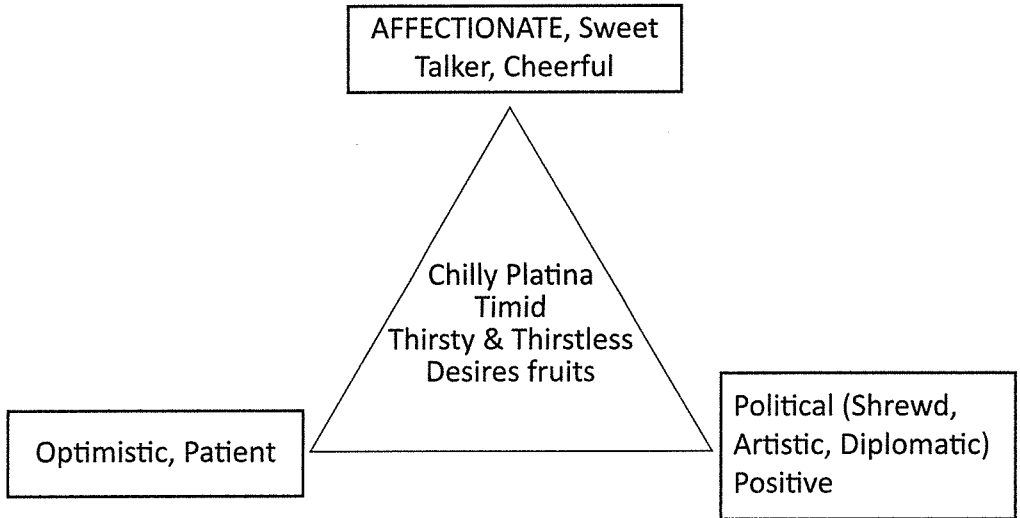 AFFECTIONATE, Sweet
Talker, Cheerful
Chilly Platina
Timid
Thirsty & Thirstless
Desires fruits
Optimistic, Patient
Political (Shrewd,
Artistic, Diplomatic)
Positive